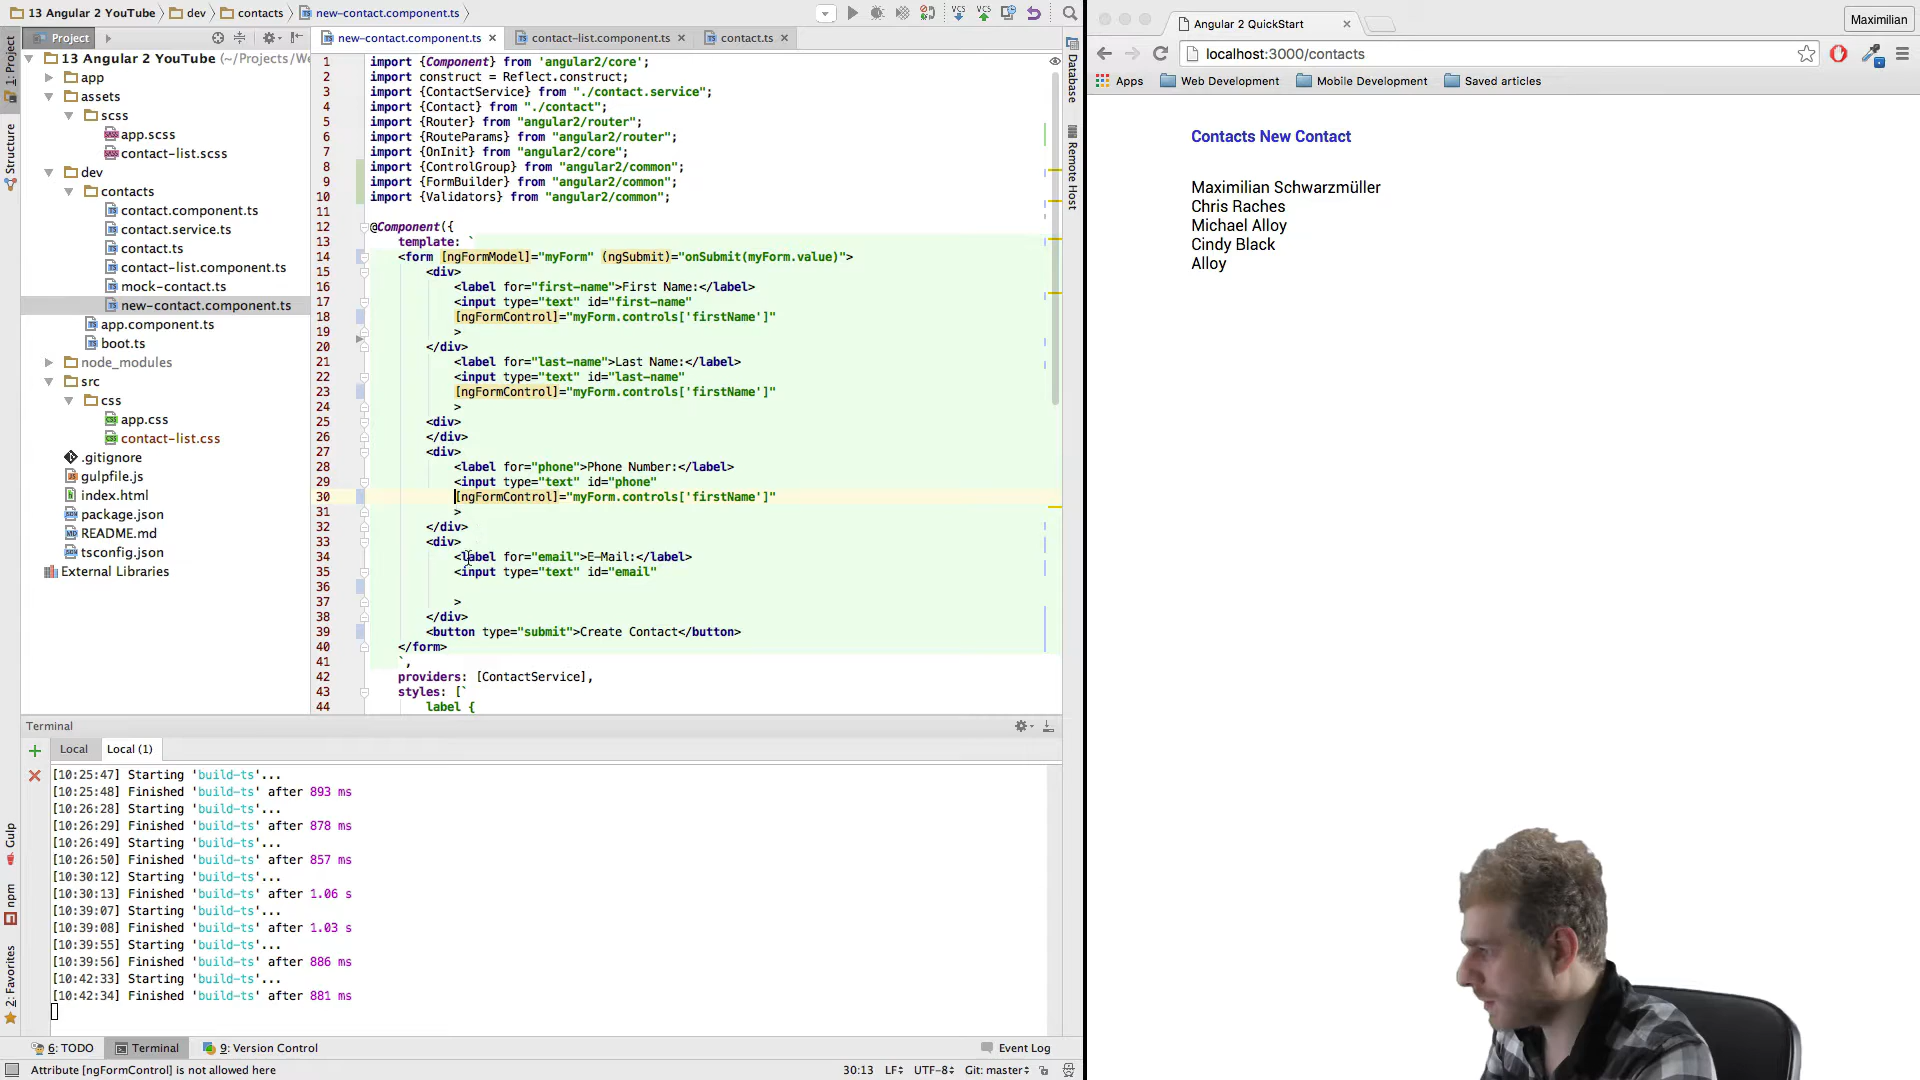 13 Angular 2 YouTube dev contacts new-contact.component.ts
Project
new-contact.component.ts contact-list.component.ts contact.ts
1: Project
Structure
Gulp
npm
2: Favorites
13 Angular 2 YouTube (~/Projects/We
app
assets
scss
app.scss
contact-list.scss
dev
contacts
contact.component.ts
contact.service.ts
contact.ts
contact-list.component.ts
mock-contact.ts
new-contact.component.ts
app.component.ts
boot.ts
node_modules
src
css
app.css
contact-list.css
.gitignore
gulpfile.js
index.html
package.json
README.md
tsconfig.json
External Libraries
1 import {Component} from 'angular2/core';
2 import construct = Reflect.construct;
3 import {ContactService} from "./contact.service";
4 import {Contact} from "./contact";
5 import {Router} from "angular2/router";
6 import {RouteParams} from "angular2/router";
7 import {OnInit} from "angular2/core";
8 import {ControlGroup} from "angular2/common";
9 import {FormBuilder} from "angular2/common";
10 import {Validators} from "angular2/common";
11
12 @Component({
13 template: `
14 <form [ngFormModel]="myForm" (ngSubmit)="onSubmit(myForm.value)">
15 <div>
16 <label for="first-name">First Name:</label>
17 <input type="text" id="first-name"
18 [ngFormControl]="myForm.controls['firstName']"
19 >
20 </div>
21 <label for="last-name">Last Name:</label>
22 <input type="text" id="last-name"
23 [ngFormControl]="myForm.controls['firstName']"
24 >
25 <div>
26 </div>
27 <div>
28 <label for="phone">Phone Number:</label>
29 <input type="text" id="phone"
30 [ngFormControl]="myForm.controls['firstName']"
31 >
32 </div>
33 <div>
34 <label for="email">E-Mail:</label>
35 <input type="text" id="email"
36
37 >
38 </div>
39 <button type="submit">Create Contact</button>
40 </form>
41 `,
42 providers: [ContactService],
43 styles: [`
44 label {
Database
Remote Host
Terminal
Local Local (1)
[10:25:47] Starting 'build-ts'...
[10:25:48] Finished 'build-ts' after 893 ms
[10:26:28] Starting 'build-ts'...
[10:26:29] Finished 'build-ts' after 878 ms
[10:26:49] Starting 'build-ts'...
[10:26:50] Finished 'build-ts' after 857 ms
[10:30:12] Starting 'build-ts'...
[10:30:13] Finished 'build-ts' after 1.06 s
[10:39:07] Starting 'build-ts'...
[10:39:08] Finished 'build-ts' after 1.03 s
[10:39:55] Starting 'build-ts'...
[10:39:56] Finished 'build-ts' after 886 ms
[10:42:33] Starting 'build-ts'...
[10:42:34] Finished 'build-ts' after 881 ms
6: TODO Terminal 9: Version Control Event Log
Attribute [ngFormControl] is not allowed here 30:13 LF UTF-8 Git: master
Angular 2 QuickStart Maximilian
localhost:3000/contacts
Apps Web Development Mobile Development Saved articles
Contacts New Contact
Maximilian Schwarzmüller
Chris Raches
Michael Alloy
Cindy Black
Alloy